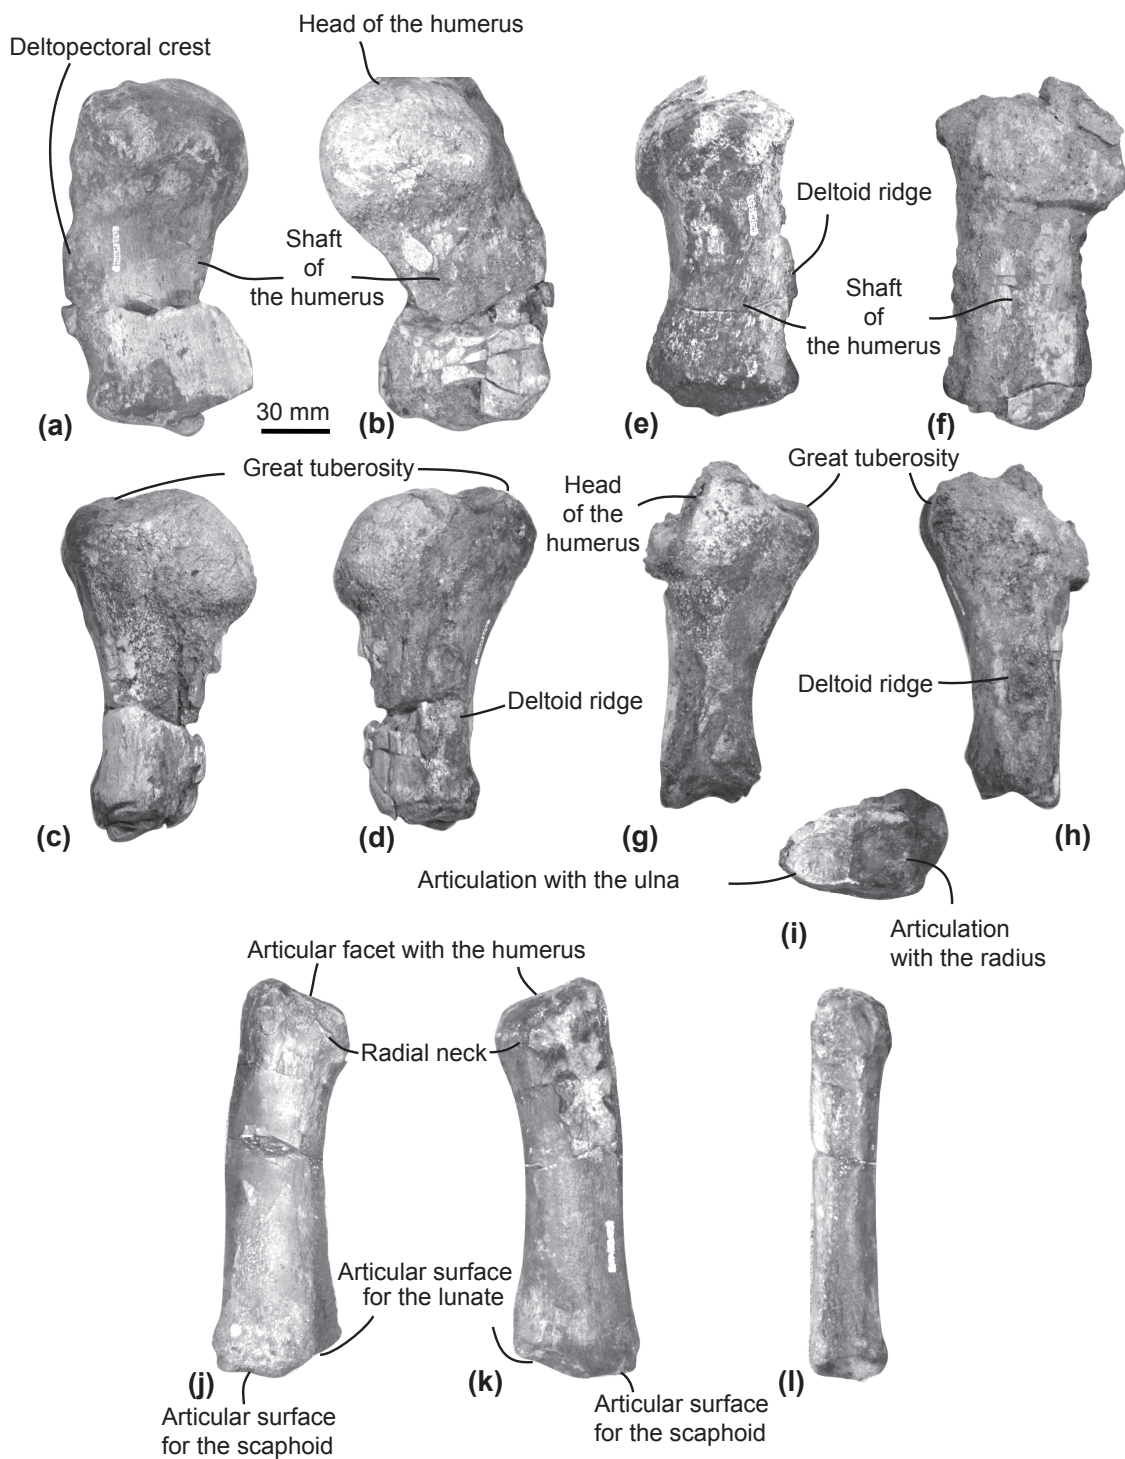 Head of the humerus
Deltopectoral crest
Shaft
of
the humerus
Deltoid ridge
Shaft
of
the humerus
(a)
30 mm
(b)
(e)
(f)
Great tuberosity
Great tuberosity
Head
of the
humerus
Deltoid ridge
Deltoid ridge
(c)
(d)
(g)
(h)
Articulation with the ulna
(i)
Articulation
with the radius
Articular facet with the humerus
Radial neck
Articular surface
for the lunate
(j)
(k)
(l)
Articular surface
for the scaphoid
Articular surface
for the scaphoid